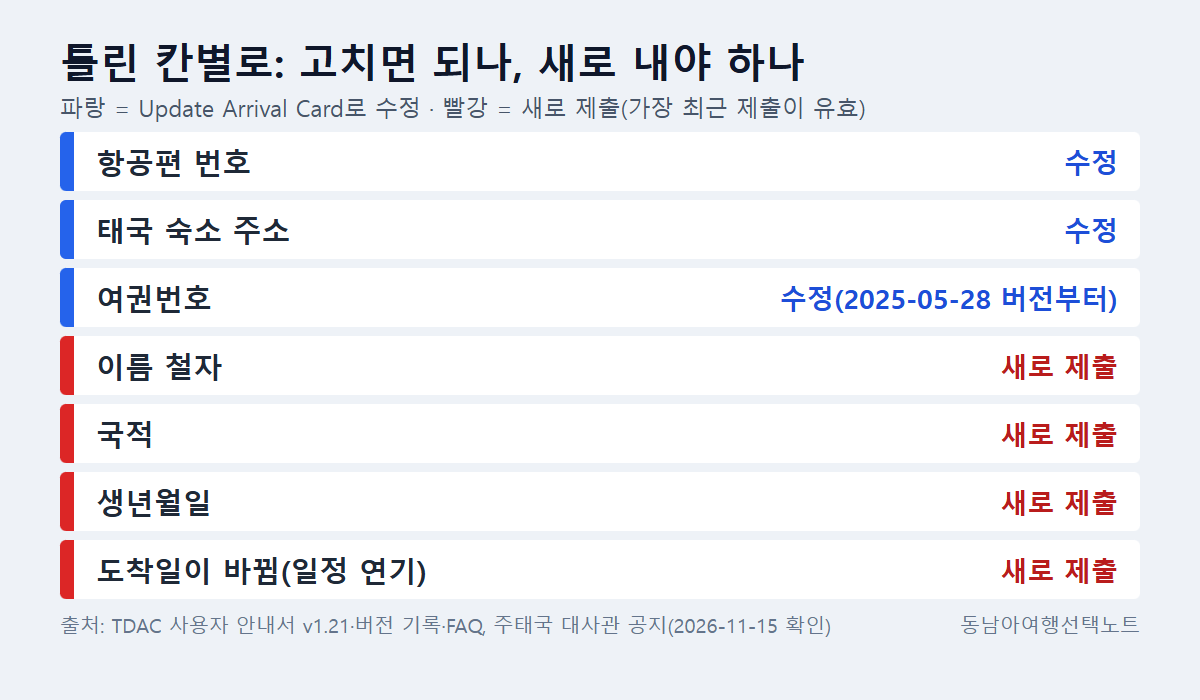 틀린 칸별로: 고치면 되나, 새로 내야 하나
파랑 = Update Arrival Card로 수정 · 빨강 = 새로 제출(가장 최근 제출이 유효)
항공편 번호 수정
태국 숙소 주소 수정
여권번호 수정(2025-05-28 버전부터)
이름 철자 새로 제출
국적 새로 제출
생년월일 새로 제출
도착일이 바뀜(일정 연기) 새로 제출
출처: TDAC 사용자 안내서 v1.21·버전 기록·FAQ, 주태국 대사관 공지(2026-11-15 확인) 동남아여행선택노트